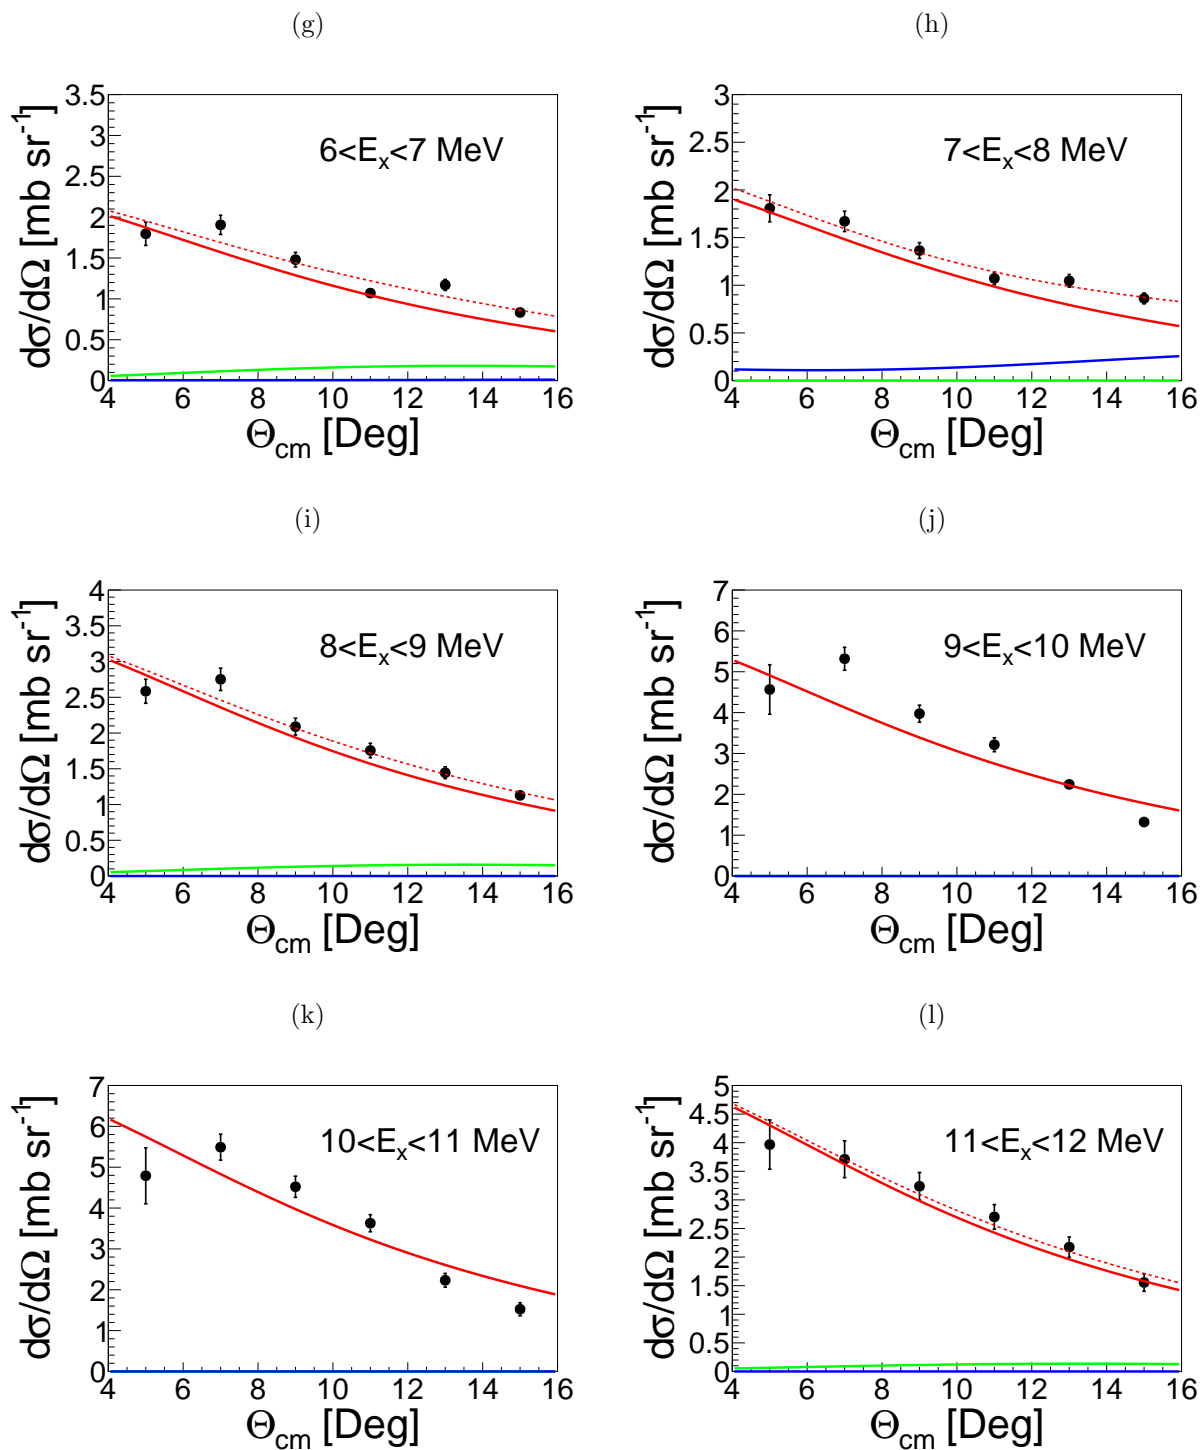 (g)
(h)
3.5
3
2.5
2
1.5
1
0.5
0
dσ/dΩ [mb sr⁻¹]
6<Eₓ<7 MeV
4 6 8 10 12 14 16
Θcm [Deg]
3
2.5
2
1.5
1
0.5
0
dσ/dΩ [mb sr⁻¹]
7<Eₓ<8 MeV
4 6 8 10 12 14 16
Θcm [Deg]
(i)
(j)
4
3.5
3
2.5
2
1.5
1
0.5
0
dσ/dΩ [mb sr⁻¹]
8<Eₓ<9 MeV
4 6 8 10 12 14 16
Θcm [Deg]
7
6
5
4
3
2
1
0
dσ/dΩ [mb sr⁻¹]
9<Eₓ<10 MeV
4 6 8 10 12 14 16
Θcm [Deg]
(k)
(l)
7
6
5
4
3
2
1
0
dσ/dΩ [mb sr⁻¹]
10<Eₓ<11 MeV
4 6 8 10 12 14 16
Θcm [Deg]
5
4.5
4
3.5
3
2.5
2
1.5
1
0.5
0
dσ/dΩ [mb sr⁻¹]
11<Eₓ<12 MeV
4 6 8 10 12 14 16
Θcm [Deg]